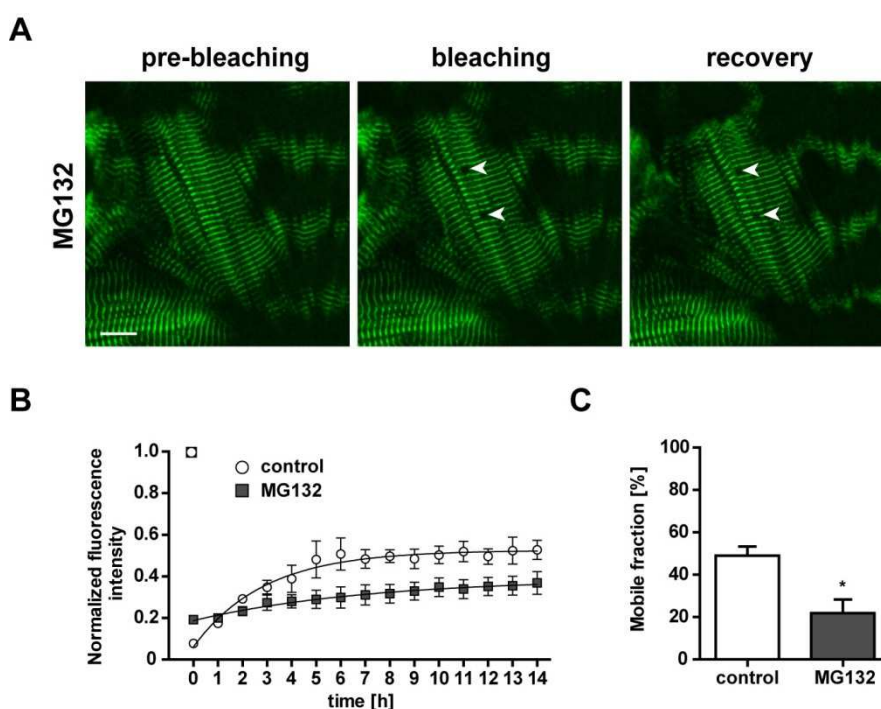 A
pre-bleaching bleaching recovery
MG132
B
Normalized fluorescence
intensity
1.0
0.8
0.6
0.4
0.2
0
control
MG132
0 1 2 3 4 5 6 7 8 9 10 11 12 13 14
time [h]
C
Mobile fraction [%]
100
80
60
40
20
0
*
control MG132